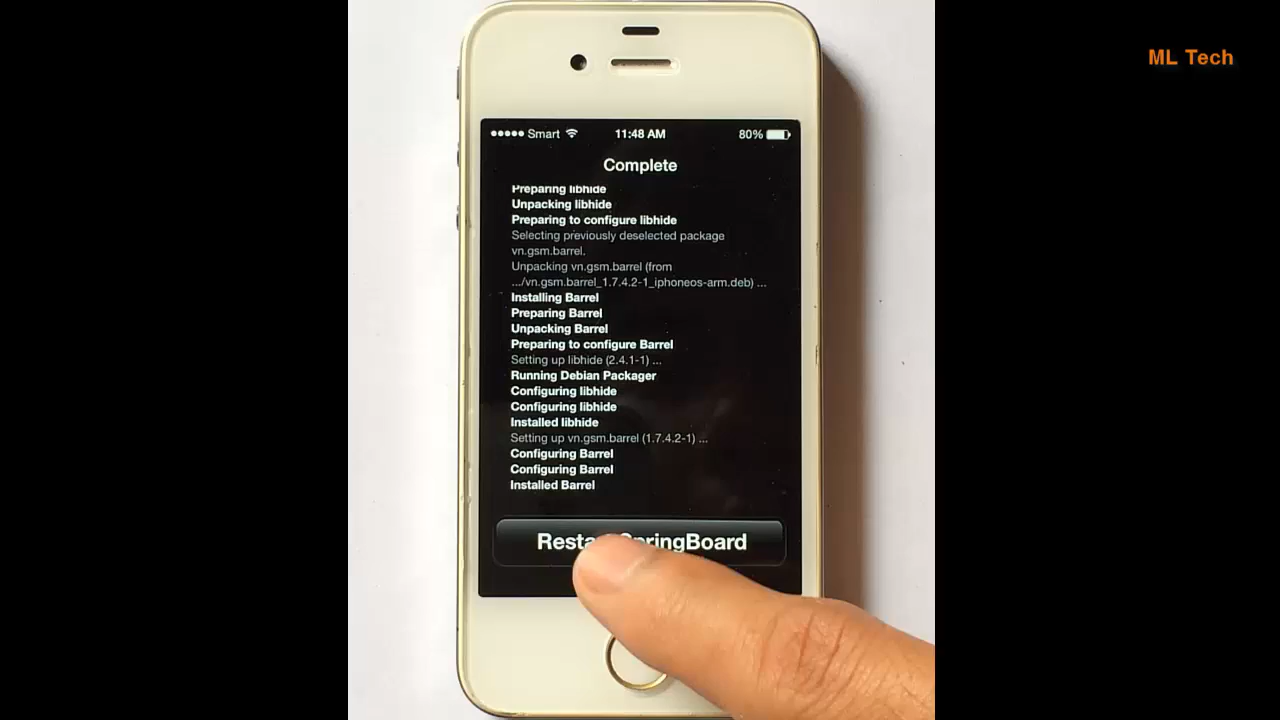 ML Tech
●●●●● Smart 11:48 AM 80%
Complete
Preparing libhide
Unpacking libhide
Preparing to configure libhide
Selecting previously deselected package
vn.gsm.barrel.
Unpacking vn.gsm.barrel (from
.../vn.gsm.barrel_1.7.4.2-1_iphoneos-arm.deb) ...
Installing Barrel
Preparing Barrel
Unpacking Barrel
Preparing to configure Barrel
Setting up libhide (2.4.1-1) ...
Running Debian Packager
Configuring libhide
Configuring libhide
Installed libhide
Setting up vn.gsm.barrel (1.7.4.2-1) ...
Configuring Barrel
Configuring Barrel
Installed Barrel
Restart SpringBoard